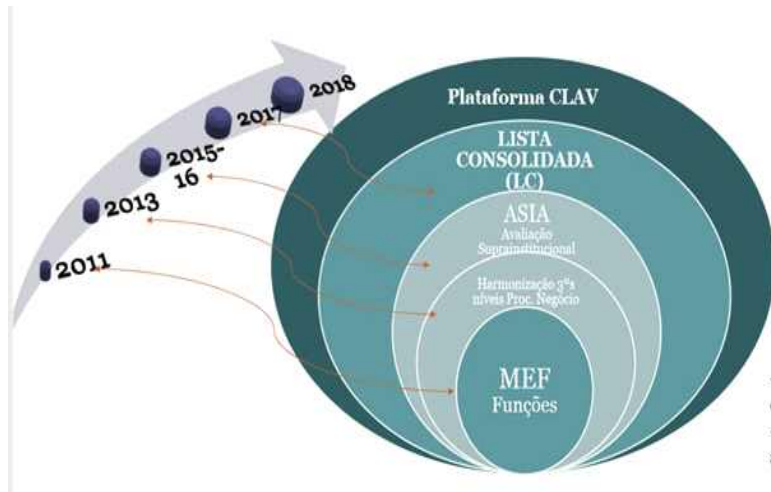 2018
2017
2015-
16
2013
2011
Plataforma CLAV
LISTA
CONSOLIDADA
(LC)
ASIA
Avaliação
Suprainstitucional
Harmonização 3ºs
níveis Proc. Negócio
MEF
Funções